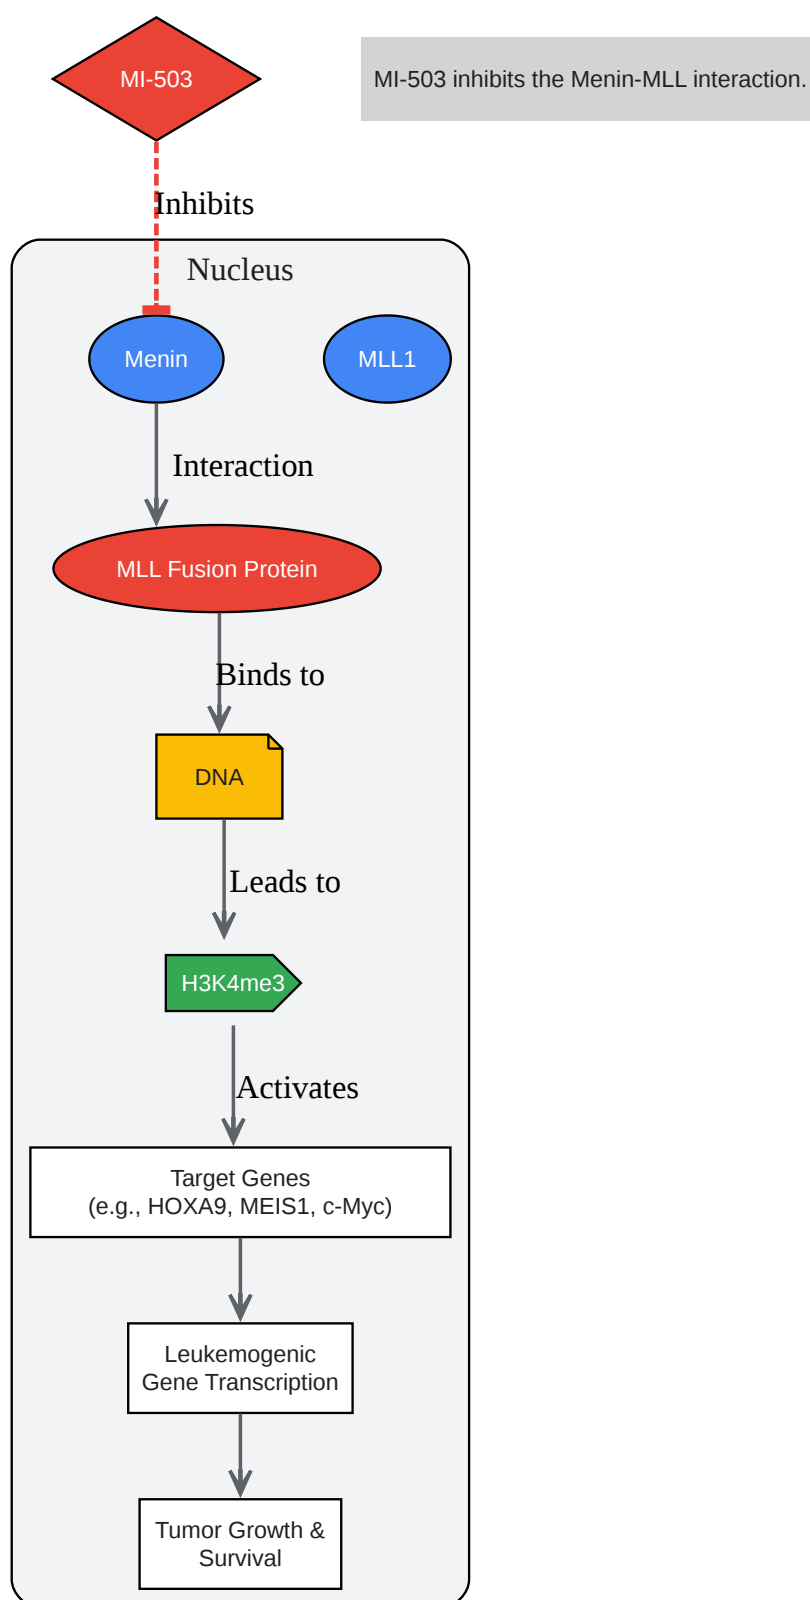 MI-503
MI-503 inhibits the Menin-MLL interaction.
Inhibits
Nucleus
Menin
MLL1
Interaction
MLL Fusion Protein
Binds to
DNA
Leads to
H3K4me3
Activates
Target Genes
(e.g., HOXA9, MEIS1, c-Myc)
Leukemogenic
Gene Transcription
Tumor Growth &
Survival